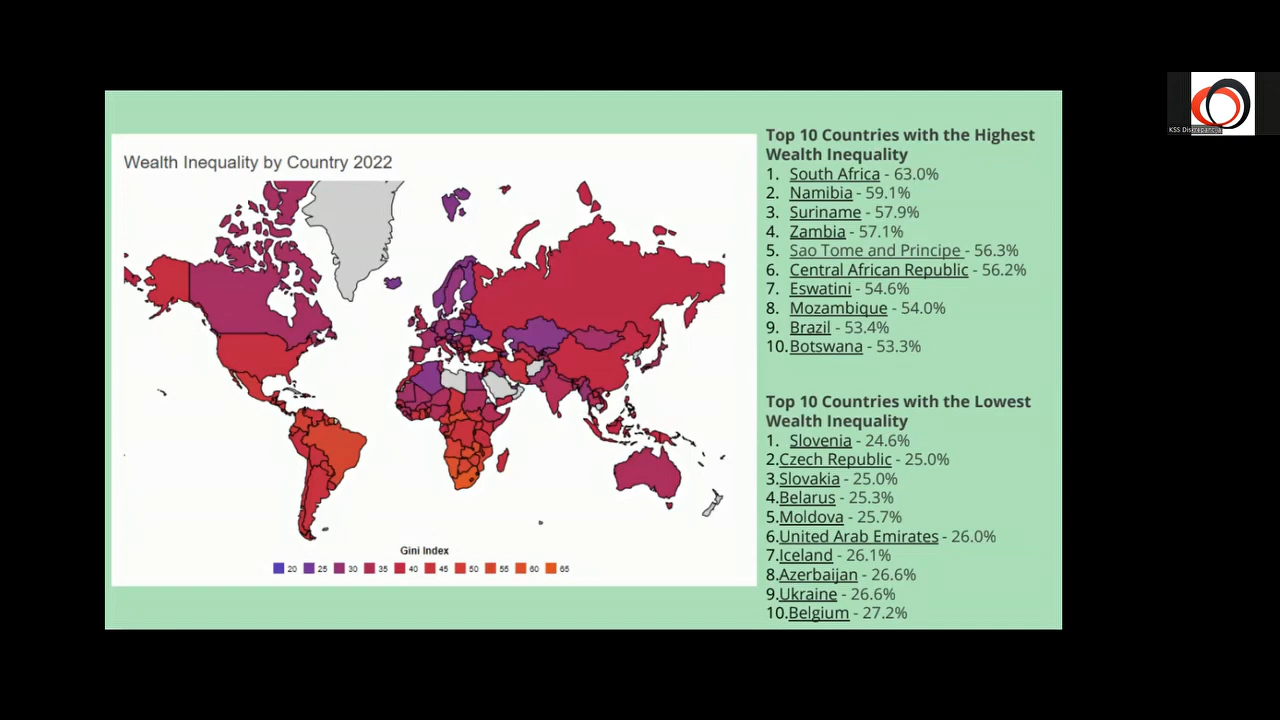 Wealth Inequality by Country 2022
Gini Index
20 25 30 35 40 45 50 55 60 65
Top 10 Countries with the Highest
Wealth Inequality
1. South Africa - 63.0%
2. Namibia - 59.1%
3. Suriname - 57.9%
4. Zambia - 57.1%
5. Sao Tome and Principe - 56.3%
6. Central African Republic - 56.2%
7. Eswatini - 54.6%
8. Mozambique - 54.0%
9. Brazil - 53.4%
10.Botswana - 53.3%
Top 10 Countries with the Lowest
Wealth Inequality
1. Slovenia - 24.6%
2.Czech Republic - 25.0%
3.Slovakia - 25.0%
4.Belarus - 25.3%
5.Moldova - 25.7%
6.United Arab Emirates - 26.0%
7.Iceland - 26.1%
8.Azerbaijan - 26.6%
9.Ukraine - 26.6%
10.Belgium - 27.2%
KSS